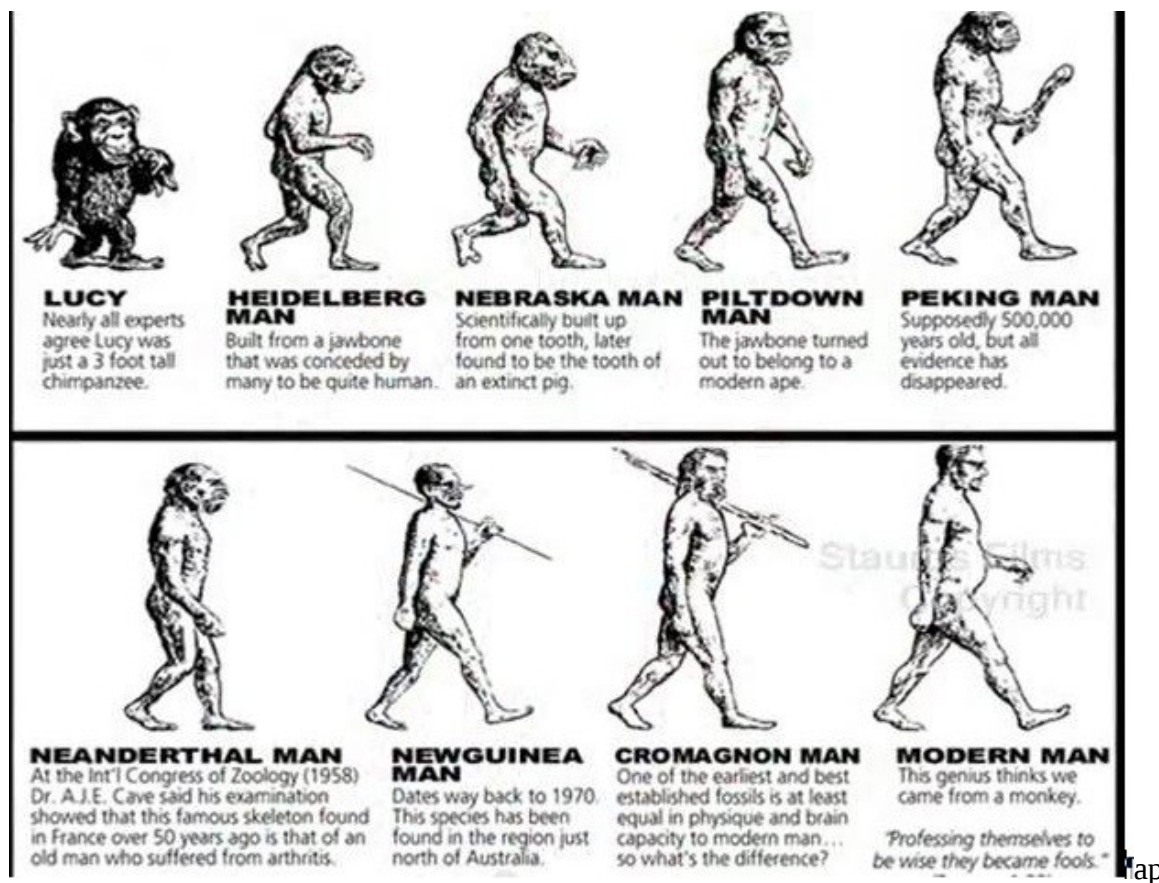 LUCY
Nearly all experts
agree Lucy was
just a 3 foot tall
chimpanzee.
HEIDELBERG
MAN
Built from a jawbone
that was conceded by
many to be quite human.
NEBRASKA MAN
Scientifically built up
from one tooth, later
found to be the tooth of
an extinct pig.
PILTDOWN
MAN
The jawbone turned
out to belong to a
modern ape.
PEKING MAN
Supposedly 500,000
years old, but all
evidence has
disappeared.
NEANDERTHAL MAN
At the Int'l Congress of Zoology (1958)
Dr. A.J.E. Cave said his examination
showed that this famous skeleton found
in France over 50 years ago is that of an
old man who suffered from arthritis.
NEWGUINEA
MAN
Dates way back to 1970.
This species has been
found in the region just
north of Australia.
CROMAGNON MAN
One of the earliest and best
established fossils is at least
equal in physique and brain
capacity to modern man...
so what's the difference?
Films
Copyright
MODERN MAN
This genius thinks we
came from a monkey.
"Professing themselves to
be wise they became fools."